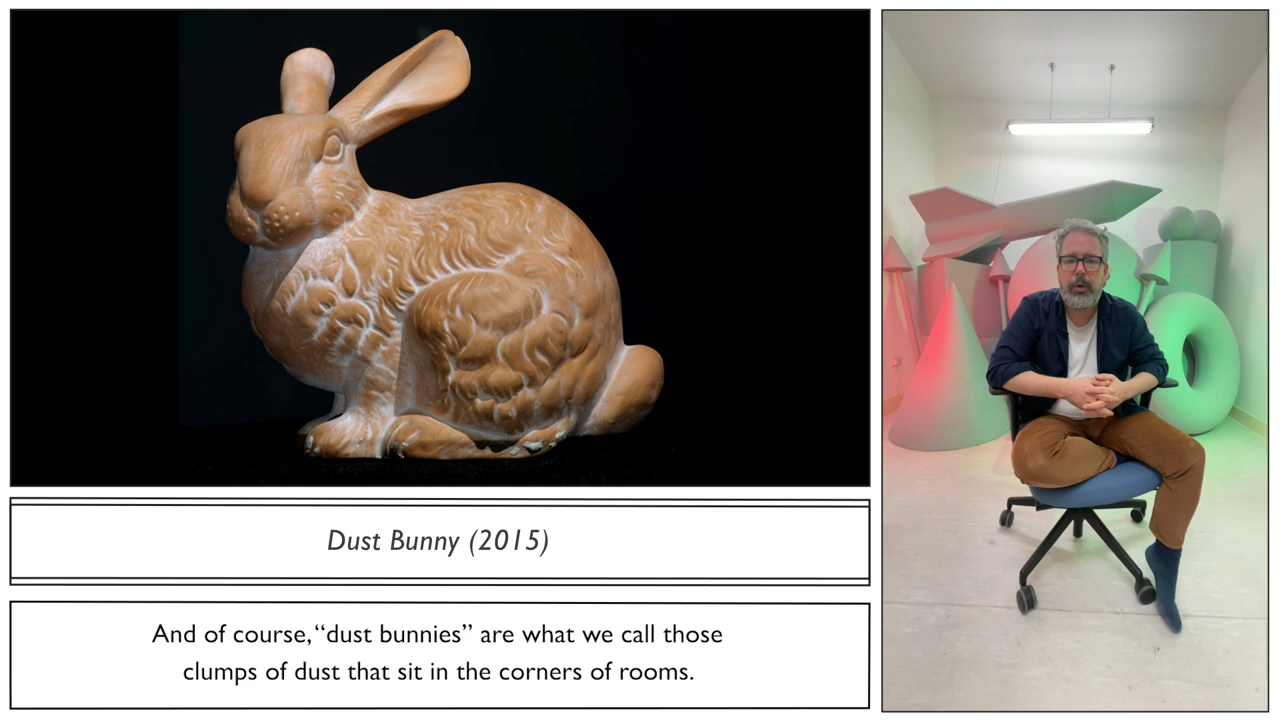 Dust Bunny (2015)
And of course, “dust bunnies” are what we call those
clumps of dust that sit in the corners of rooms.